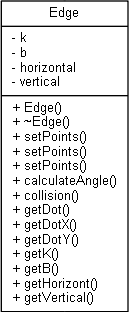 Edge
- k
- b
- horizontal
- vertical
+ Edge()
+ ~Edge()
+ setPoints()
+ setPoints()
+ setPoints()
+ calculateAngle()
+ collision()
+ getDot()
+ getDotX()
+ getDotY()
+ getK()
+ getB()
+ getHorizont()
+ getVertical()